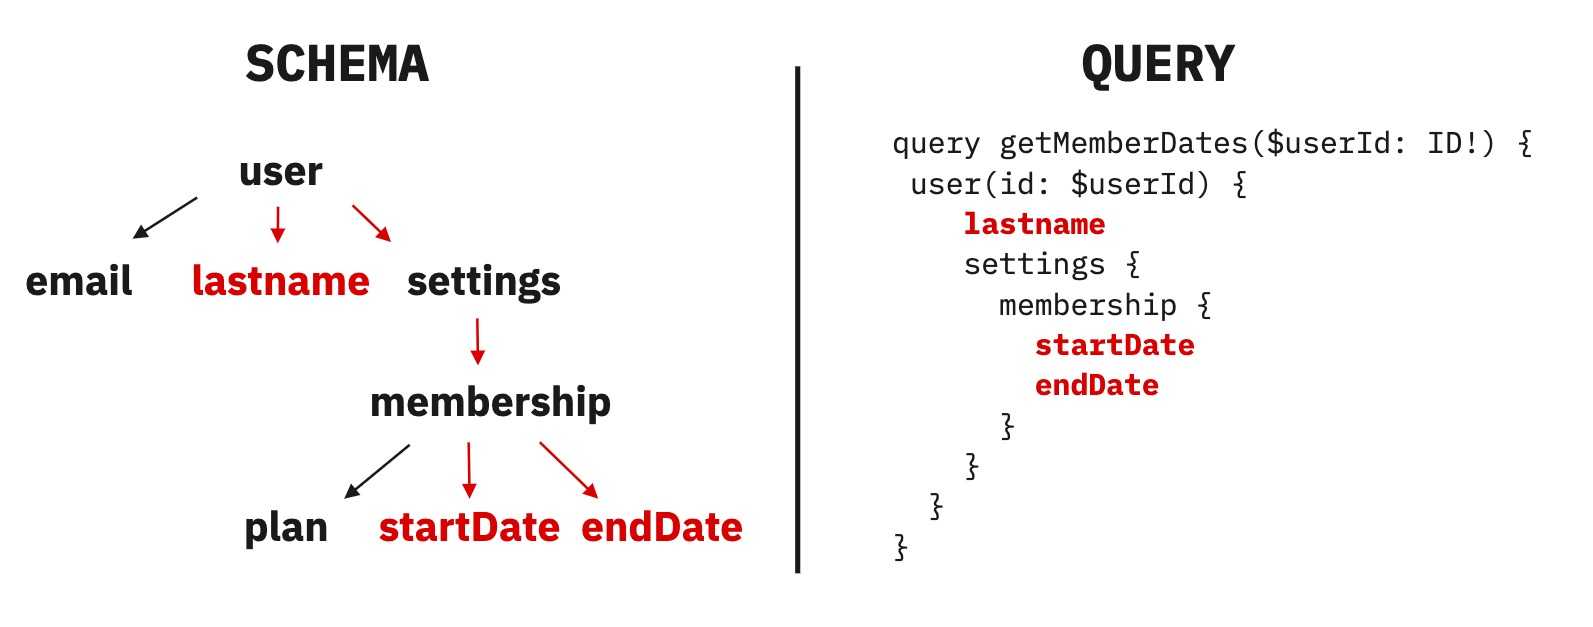 SCHEMA
user
email lastname settings
membership
plan startDate endDate
QUERY
query getMemberDates($userId: ID!) {
user(id: $userId) {
lastname
settings {
membership {
startDate
endDate
}
}
}
}